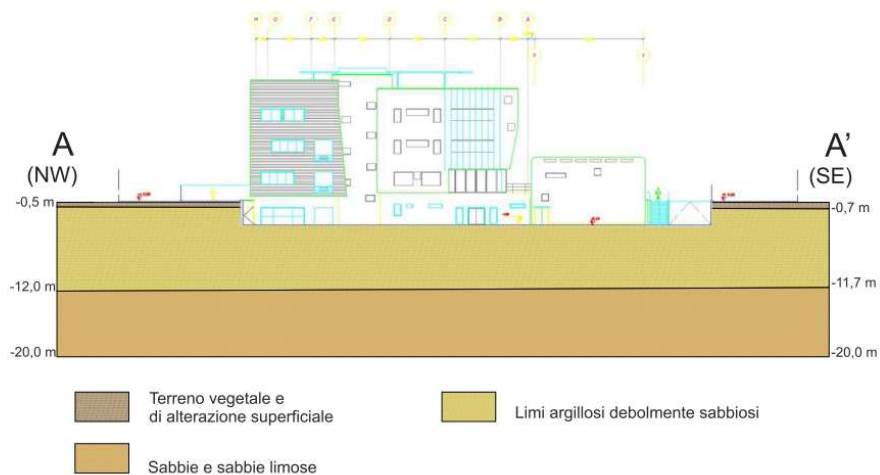 H G F E D C B A
A
(NW)
A'
(SE)
-0,5 m
-0,7 m
-12,0 m
-11,7 m
-20,0 m
-20,0 m
Terreno vegetale e
di alterazione superficiale
Limi argillosi debolmente sabbiosi
Sabbie e sabbie limose